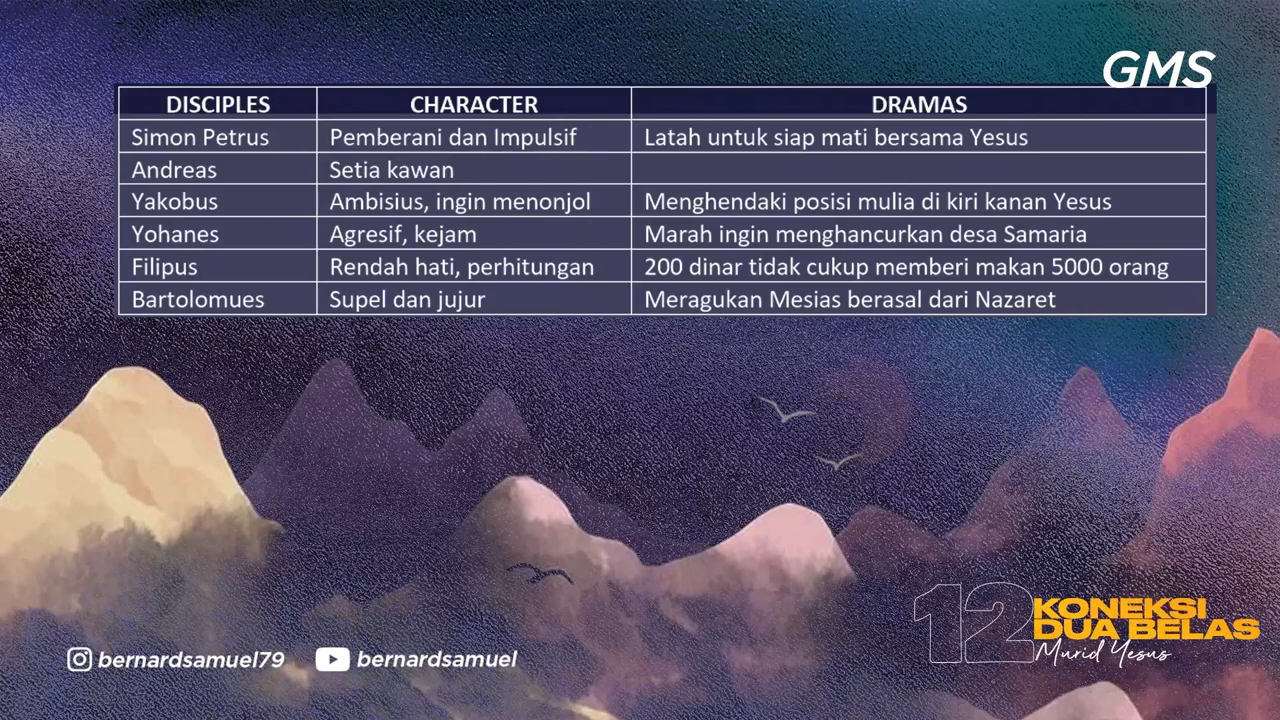 GMS
DISCIPLES CHARACTER DRAMAS
Simon Petrus Pemberani dan Impulsif Latah untuk siap mati bersama Yesus
Andreas Setia kawan
Yakobus Ambisius, ingin menonjol Menghendaki posisi mulia di kiri kanan Yesus
Yohanes Agresif, kejam Marah ingin menghancurkan desa Samaria
Filipus Rendah hati, perhitungan 200 dinar tidak cukup memberi makan 5000 orang
Bartolomues Supel dan jujur Meragukan Mesias berasal dari Nazaret
12 KONEKSI
DUA BELAS
Murid Yesus
bernardsamuel79 bernardsamuel